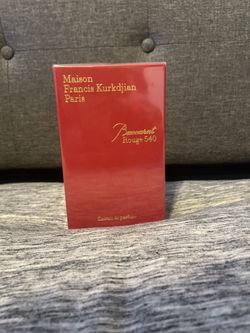 Maison
Francis Kurkdjian
Paris
Baccarat
Rouge 540
Extrait de parfum